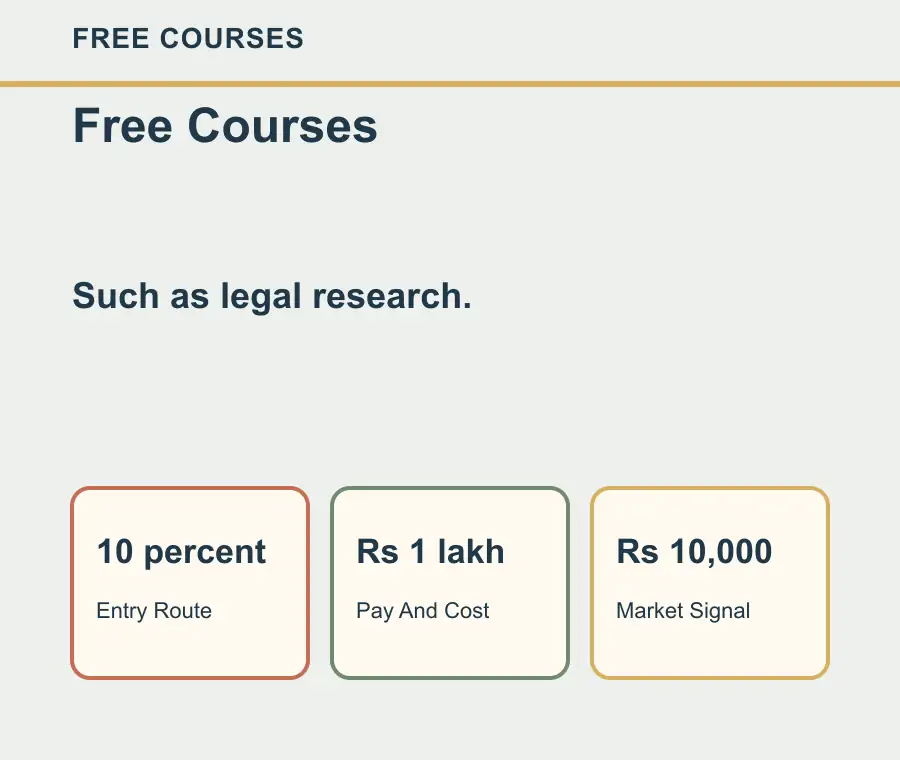 FREE COURSES
Free Courses
Such as legal research.
10 percent
Entry Route
Rs 1 lakh
Pay And Cost
Rs 10,000
Market Signal